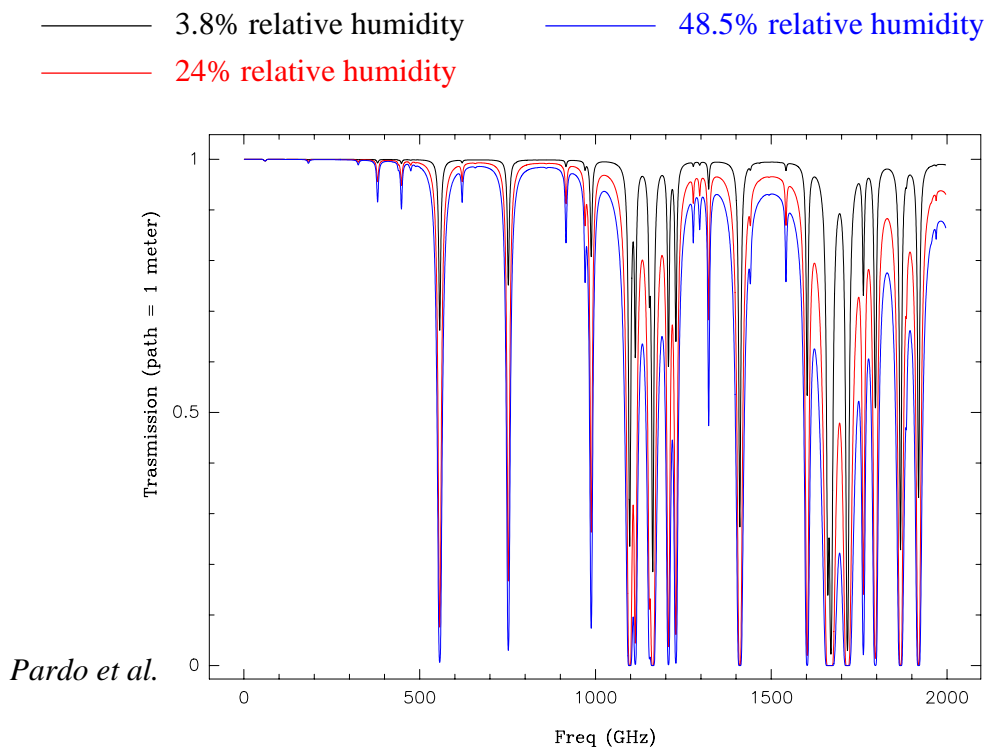 3.8% relative humidity
48.5% relative humidity
24% relative humidity
Trasmission (path = 1 meter)
1
0.5
0
Pardo et al.
0 500 1000 1500 2000
Freq (GHz)